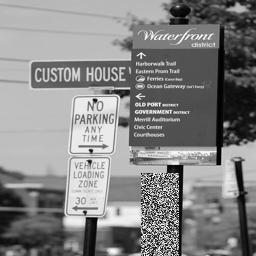 Waterfront
district
Harborwalk Trail
Eastern Prom Trail
Ferries
Ocean Gateway
OLD PORT DISTRICT
GOVERNMENT DISTRICT
Merrill Auditorium
Civic Center
Courthouses
CUSTOM HOUSE
NO
PARKING
ANY
TIME
VEHICLE
LOADING
ZONE
30